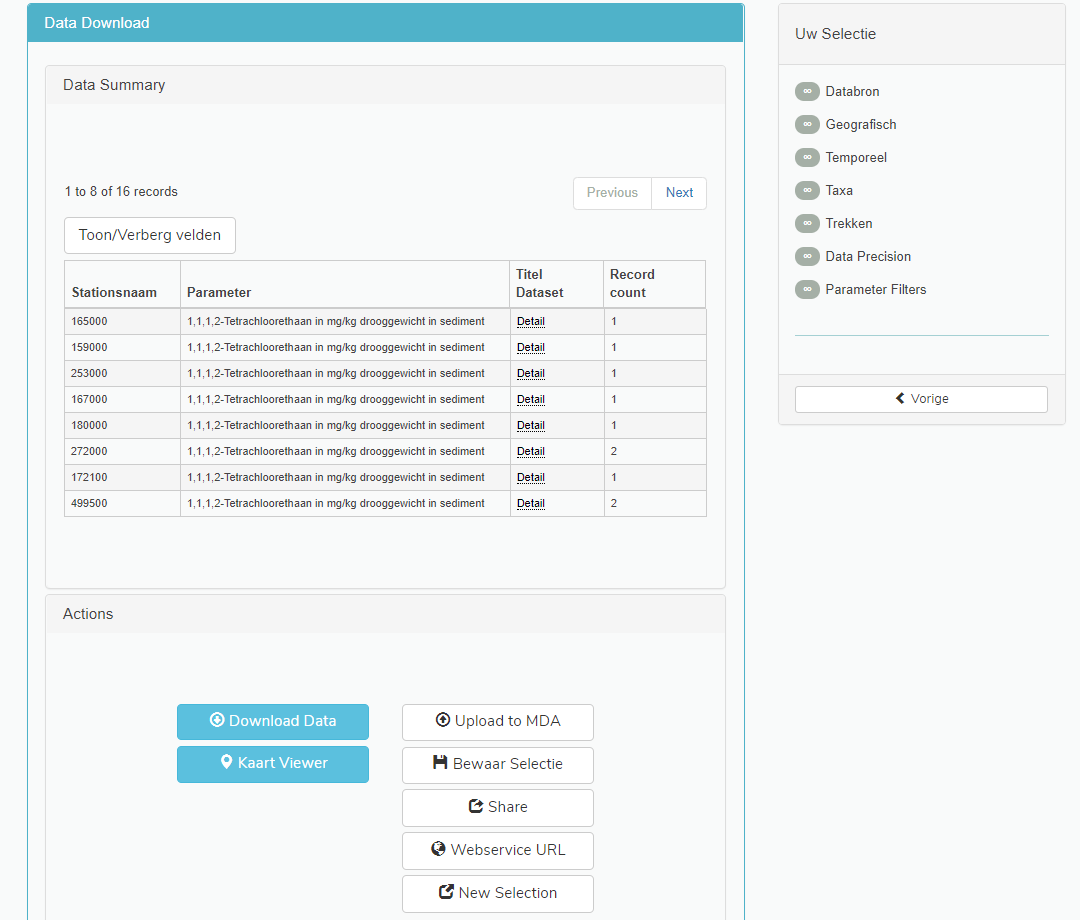 Data Download
Data Summary
1 to 8 of 16 records
Previous Next
Toon/Verberg velden
Stationsnaam Parameter Titel Dataset Record count
165000 1,1,1,2-Tetrachloorethaan in mg/kg drooggewicht in sediment Detail 1
159000 1,1,1,2-Tetrachloorethaan in mg/kg drooggewicht in sediment Detail 1
253000 1,1,1,2-Tetrachloorethaan in mg/kg drooggewicht in sediment Detail 1
167000 1,1,1,2-Tetrachloorethaan in mg/kg drooggewicht in sediment Detail 1
180000 1,1,1,2-Tetrachloorethaan in mg/kg drooggewicht in sediment Detail 1
272000 1,1,1,2-Tetrachloorethaan in mg/kg drooggewicht in sediment Detail 2
172100 1,1,1,2-Tetrachloorethaan in mg/kg drooggewicht in sediment Detail 1
499500 1,1,1,2-Tetrachloorethaan in mg/kg drooggewicht in sediment Detail 2
Actions
Download Data
Kaart Viewer
Upload to MDA
Bewaar Selectie
Share
Webservice URL
New Selection
Uw Selectie
∞ Databron
∞ Geografisch
∞ Temporeel
∞ Taxa
∞ Trekken
∞ Data Precision
∞ Parameter Filters
Vorige